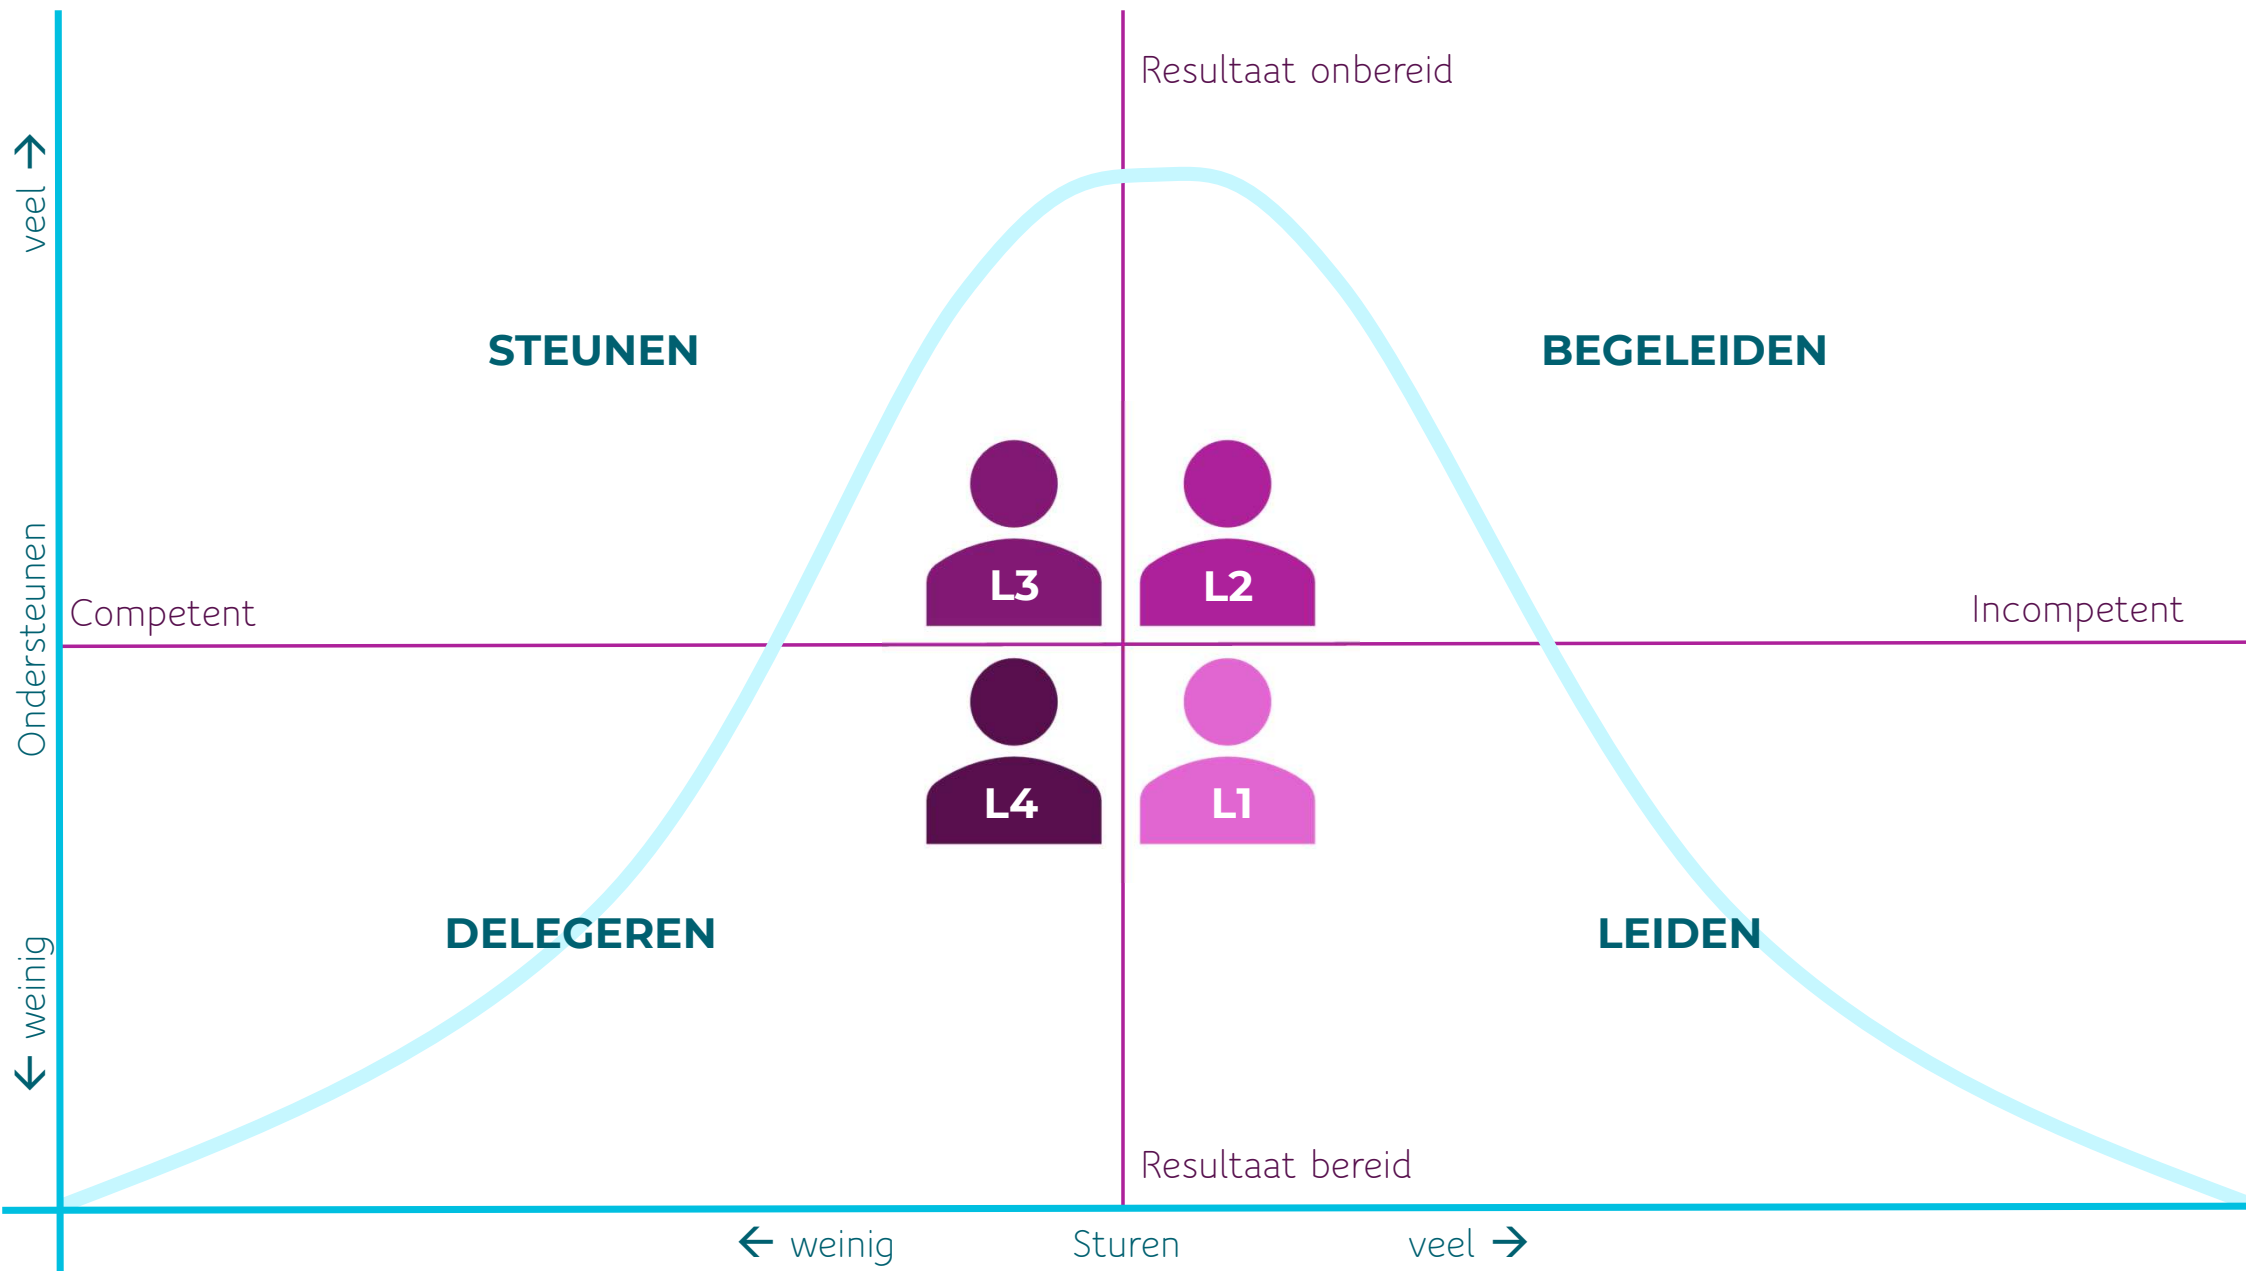 Resultaat onbereid
veel →
STEUNEN
BEGELEIDEN
L3
L2
Ondersteunen
Competent
Incompetent
L4
L1
DELEGEREN
LEIDEN
← weinig
Resultaat bereid
← weinig
Sturen
veel →